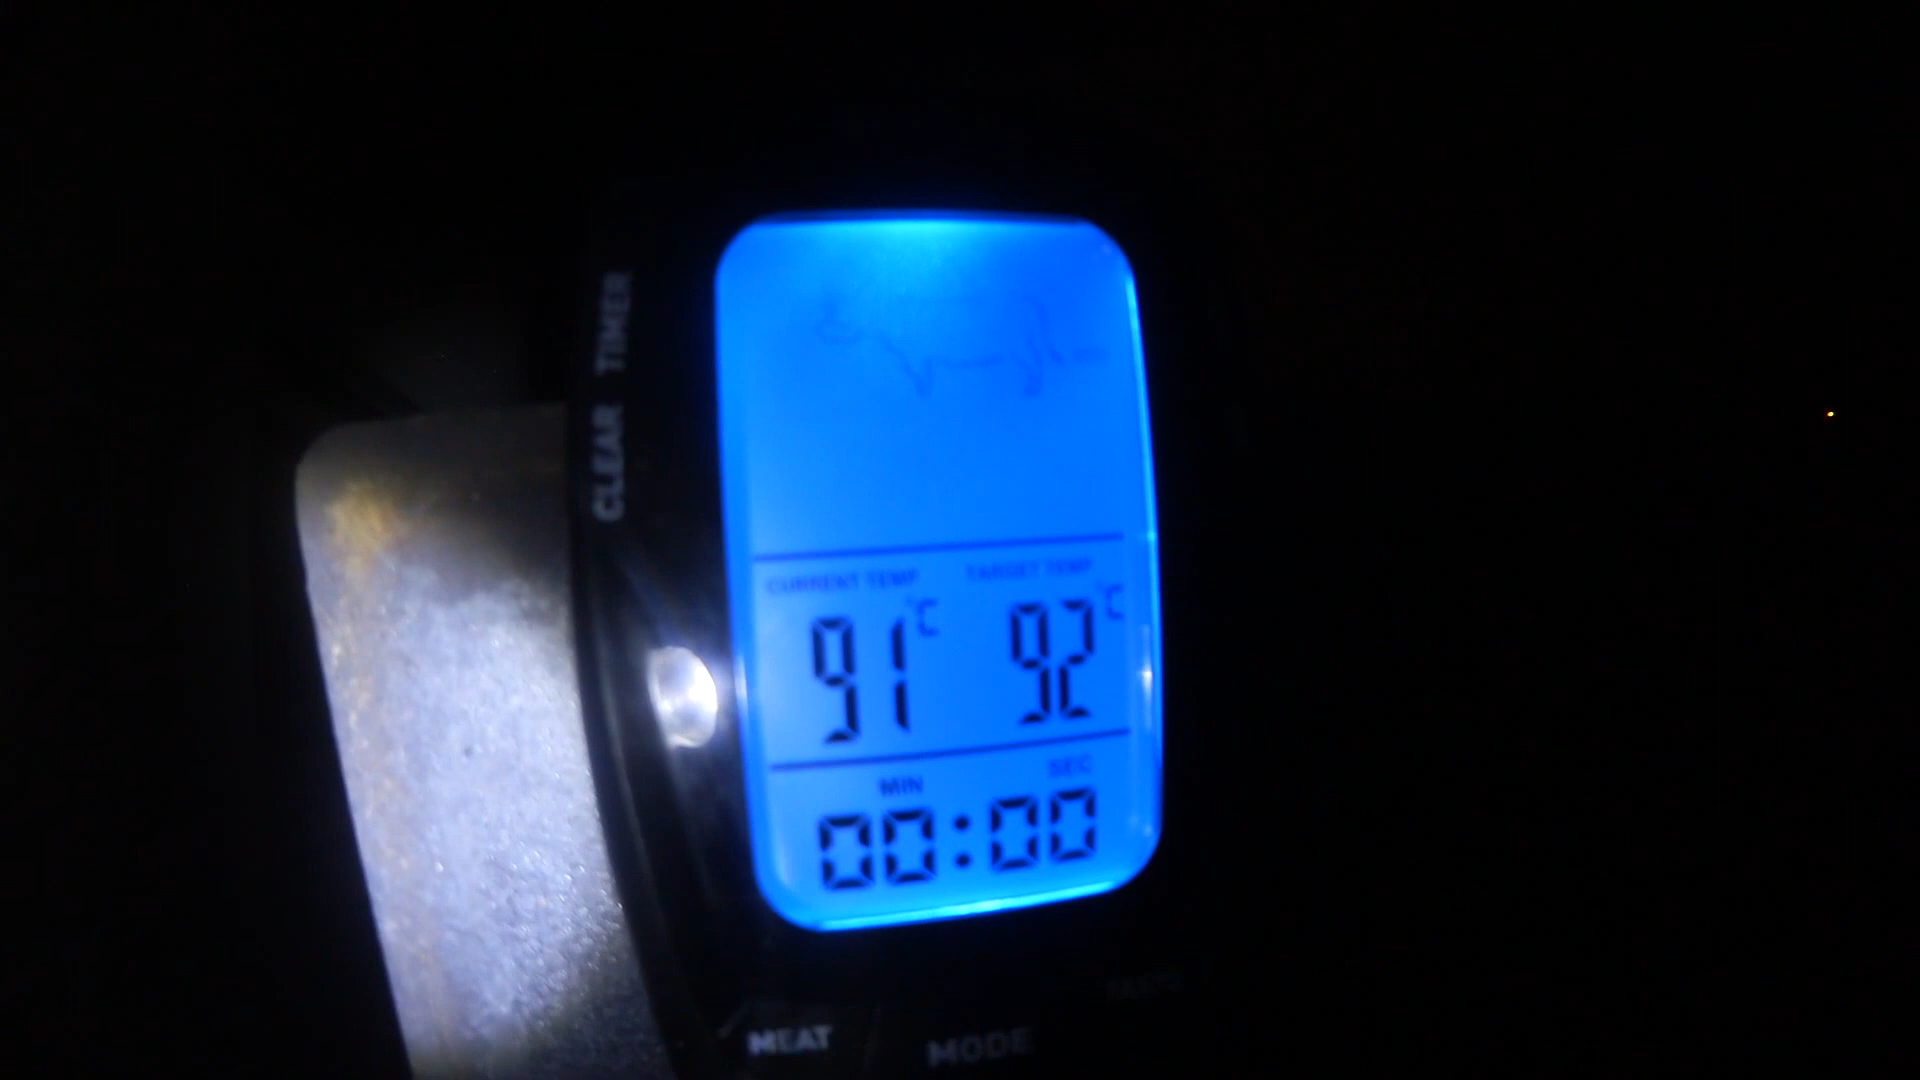 TIMER
CLEAR
CURRENT TEMP TARGET TEMP
91°C 92°C
MIN SEC
00:00
MEAT MODE